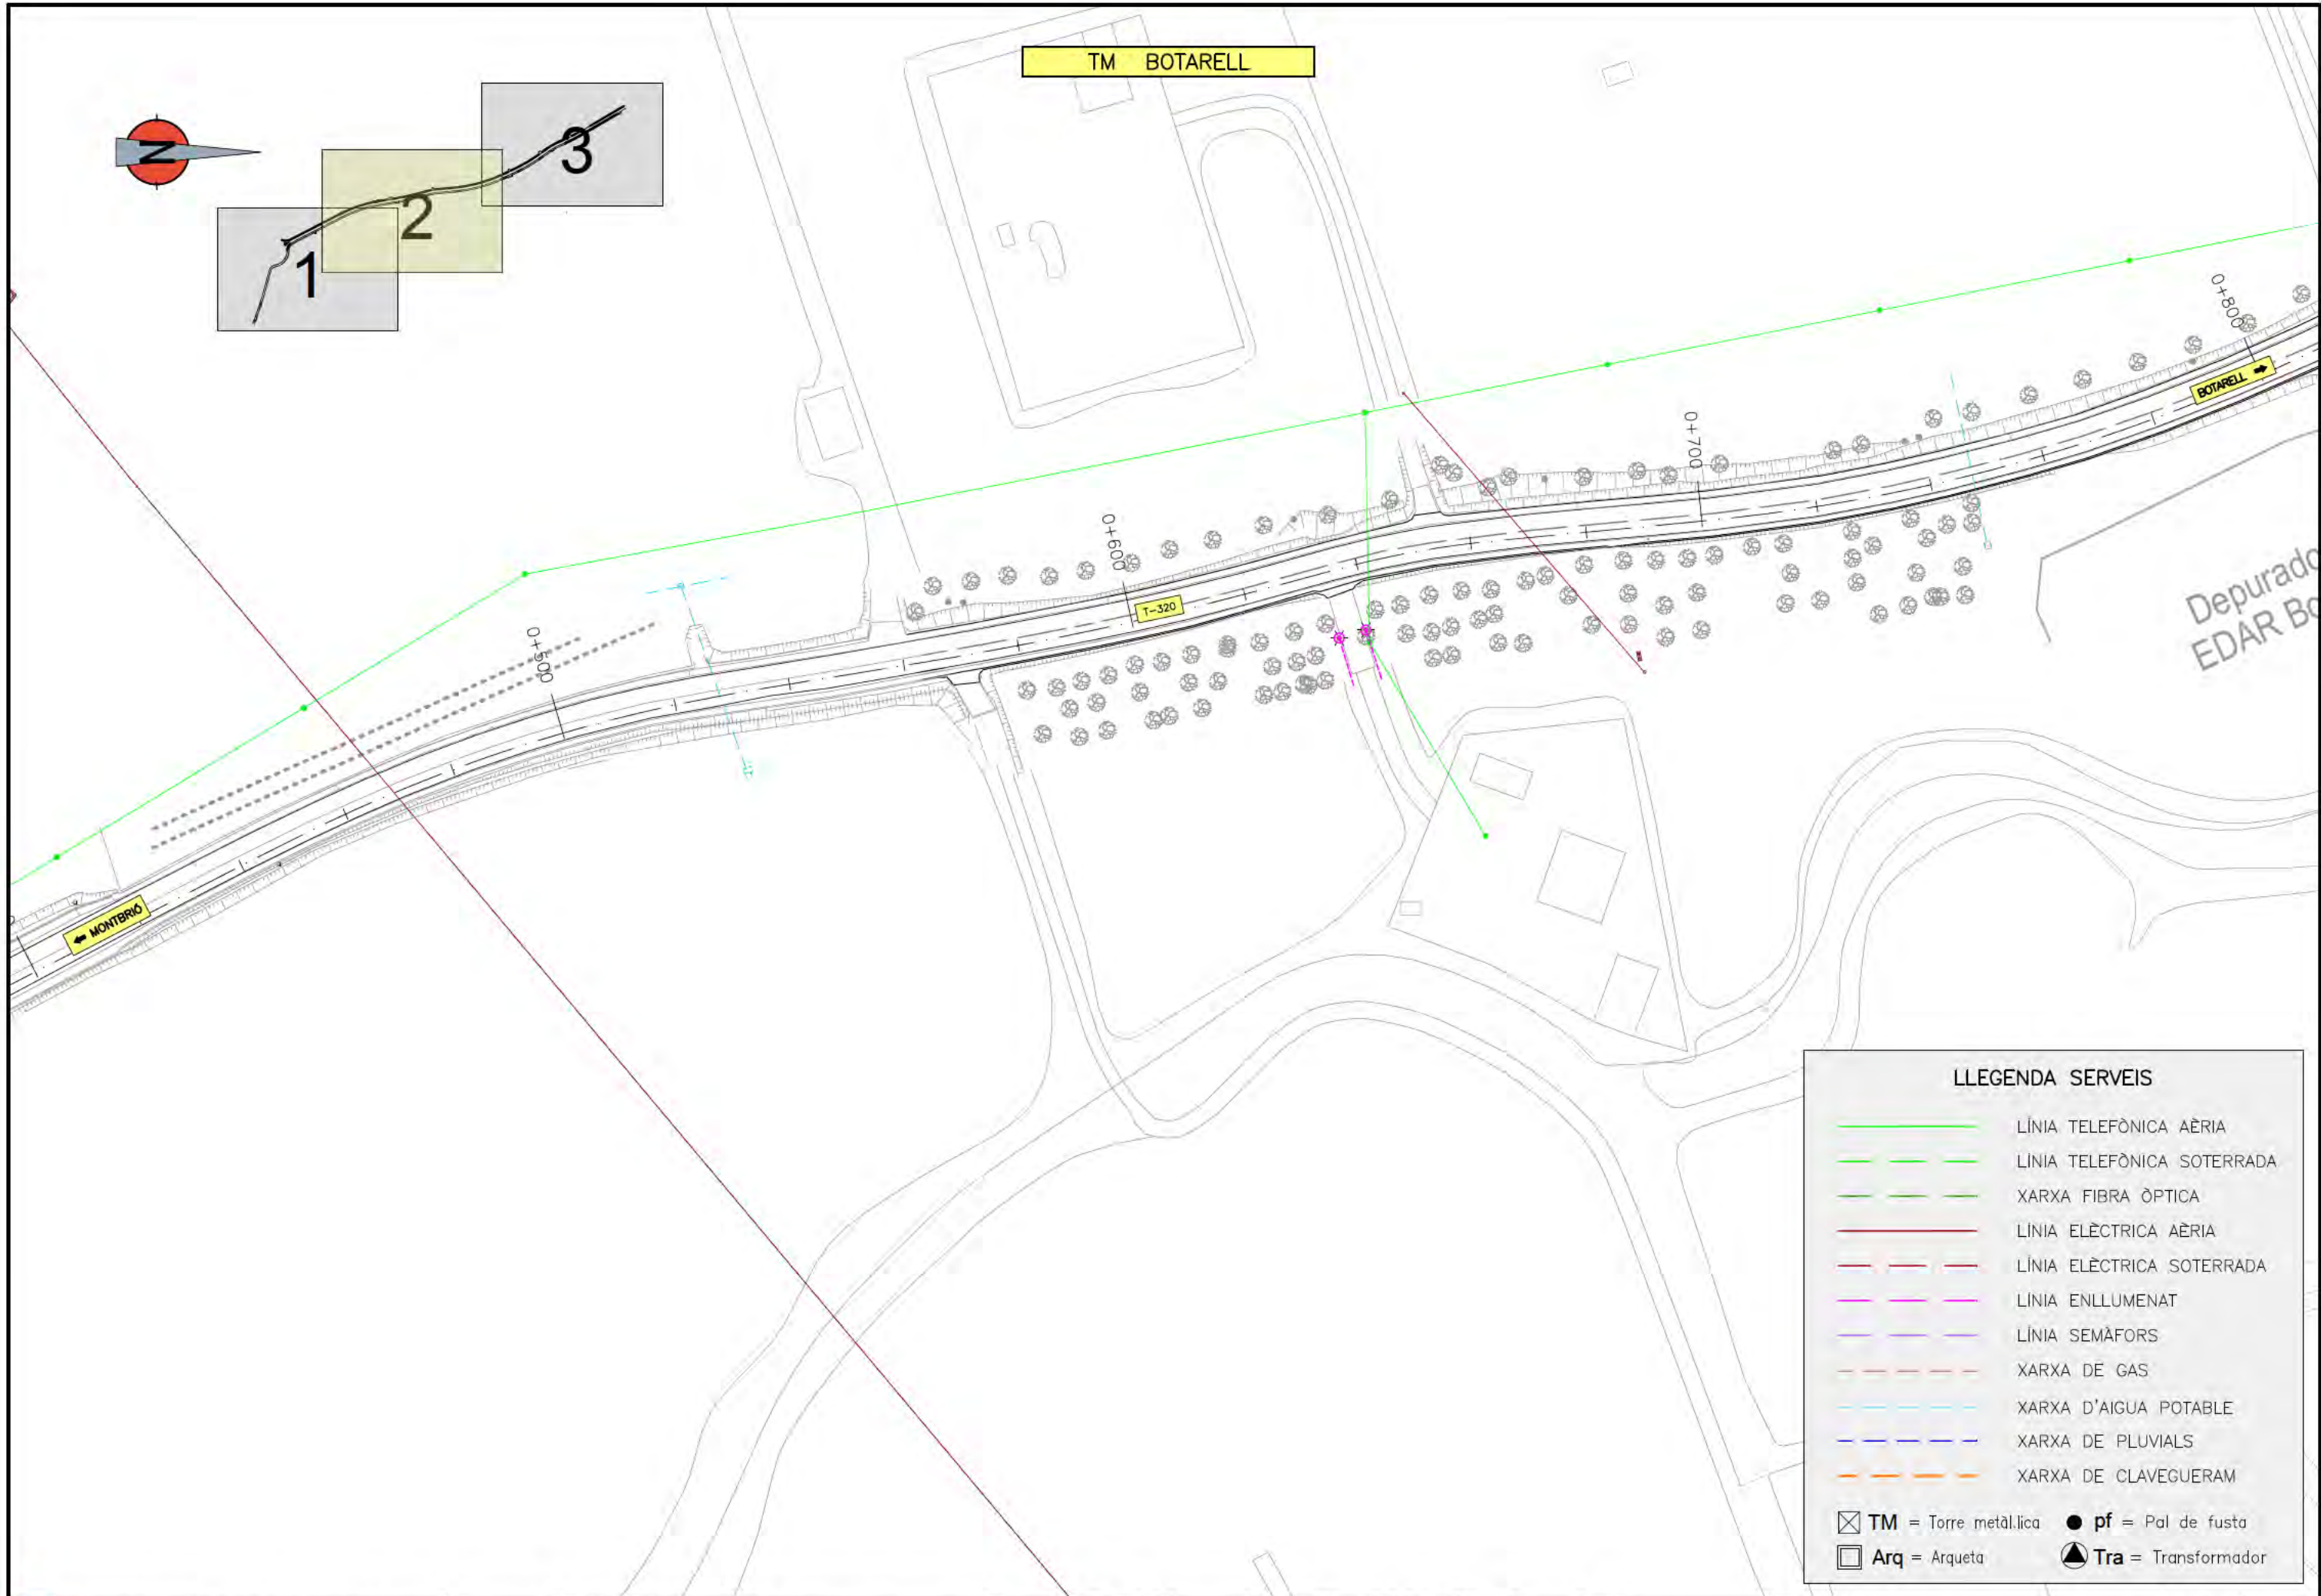 TM BOTARELL
N
3
2
1
0+800
BOTARELL
0+700
0+600
T-320
0+500
MONTBRIÓ
Depurado
EDAR Bo
LLEGENDA SERVEIS
LÍNIA TELEFÒNICA AÈRIA
LÍNIA TELEFÒNICA SOTERRADA
XARXA FIBRA ÒPTICA
LÍNIA ELÈCTRICA AÈRIA
LÍNIA ELÈCTRICA SOTERRADA
LÍNIA ENLLUMENAT
LÍNIA SEMÀFORS
XARXA DE GAS
XARXA D'AIGUA POTABLE
XARXA DE PLUVIALS
XARXA DE CLAVEGUERAM
TM = Torre metàl.lica
pf = Pal de fusta
Arq = Arqueta
Tra = Transformador